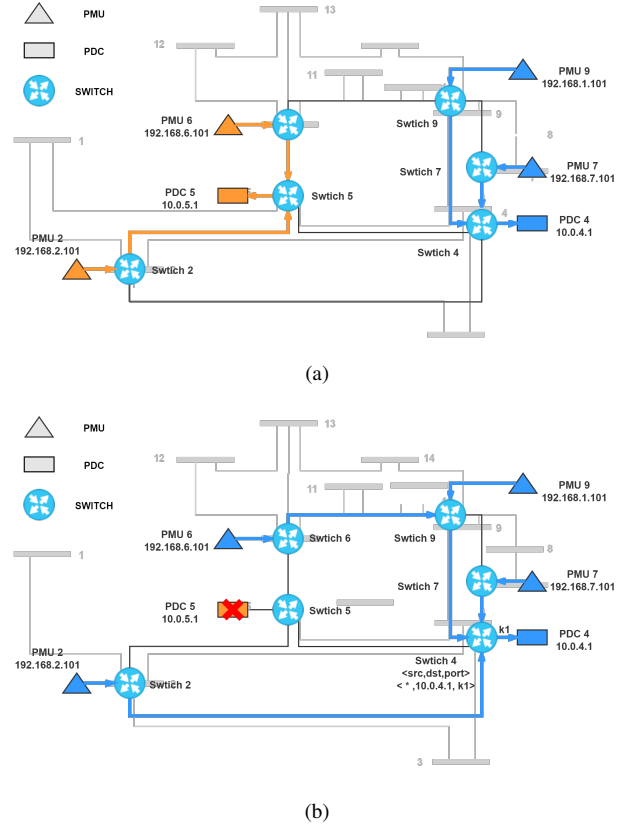 PMU
PDC
SWITCH
13
12
11
PMU 9
192.168.1.101
9
Swtich 9
PMU 6
192.168.6.101
8
1
Swtich 7
PMU 7
192.168.7.101
PDC 5
10.0.5.1
Swtich 5
4
PDC 4
10.0.4.1
PMU 2
192.168.2.101
Swtich 4
Swtich 2
(a)
PMU
PDC
SWITCH
13
12
14
11
PMU 9
192.168.1.101
9
PMU 6
192.168.6.101
Swtich 6
Swtich 9
8
1
Swtich 7
PMU 7
192.168.7.101
PDC 5
10.0.5.1
Swtich 5
k1
PDC 4
10.0.4.1
PMU 2
192.168.2.101
Swtich 4
<src,dst,port>
< * ,10.0.4.1, k1>
Swtich 2
3
(b)